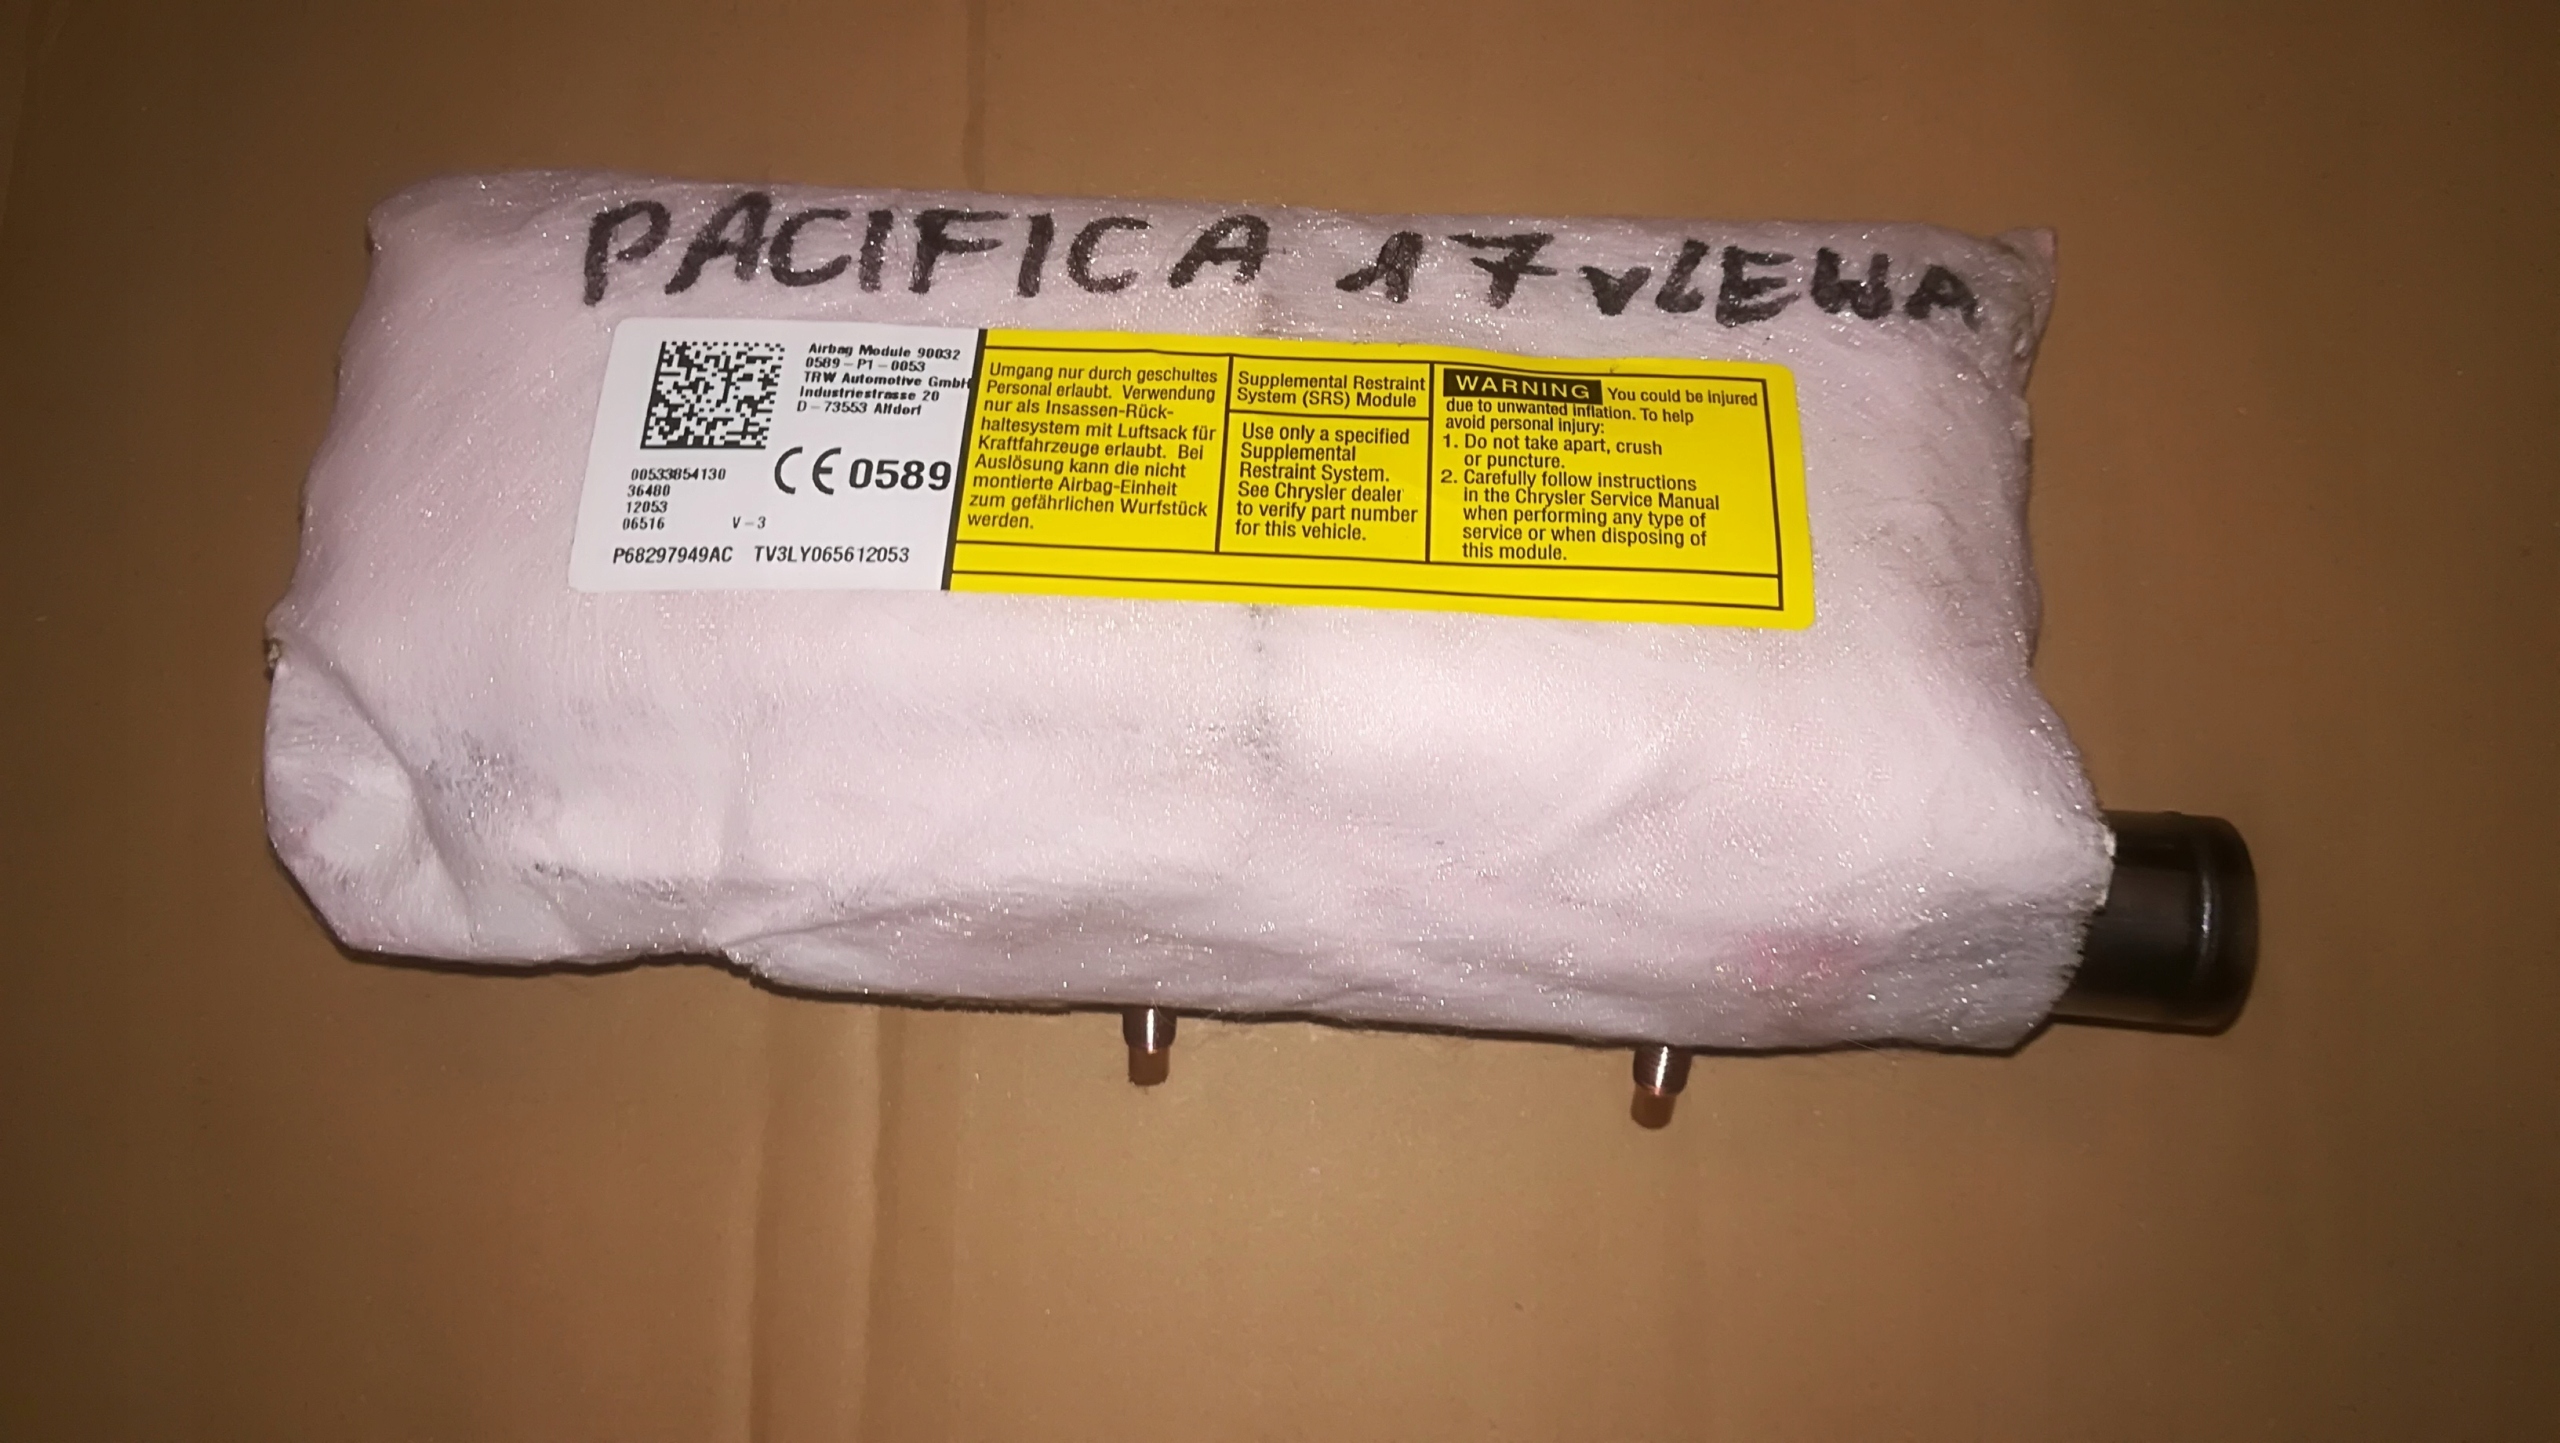 PACIFICA 17r LEWA
Airbag Module 90032
0589-P1-0053
TRW Automotive GmbH
Industriestrasse 20
D-73553 Alfdorf
CE 0589
00533854130
36480
12053
06516 V-3
P68297949AC TV3LY065612053
Umgang nur durch geschultes
Personal erlaubt. Verwendung
nur als Insassen-Rück-
haltesystem mit Luftsack für
Kraftfahrzeuge erlaubt. Bei
Auslösung kann die nicht
montierte Airbag-Einheit
zum gefährlichen Wurfstück
werden.
Supplemental Restraint
System (SRS) Module
Use only a specified
Supplemental
Restraint System.
See Chrysler dealer
to verify part number
for this vehicle.
WARNING You could be injured
due to unwanted inflation. To help
avoid personal injury:
1. Do not take apart, crush
or puncture.
2. Carefully follow instructions
in the Chrysler Service Manual
when performing any type of
service or when disposing of
this module.